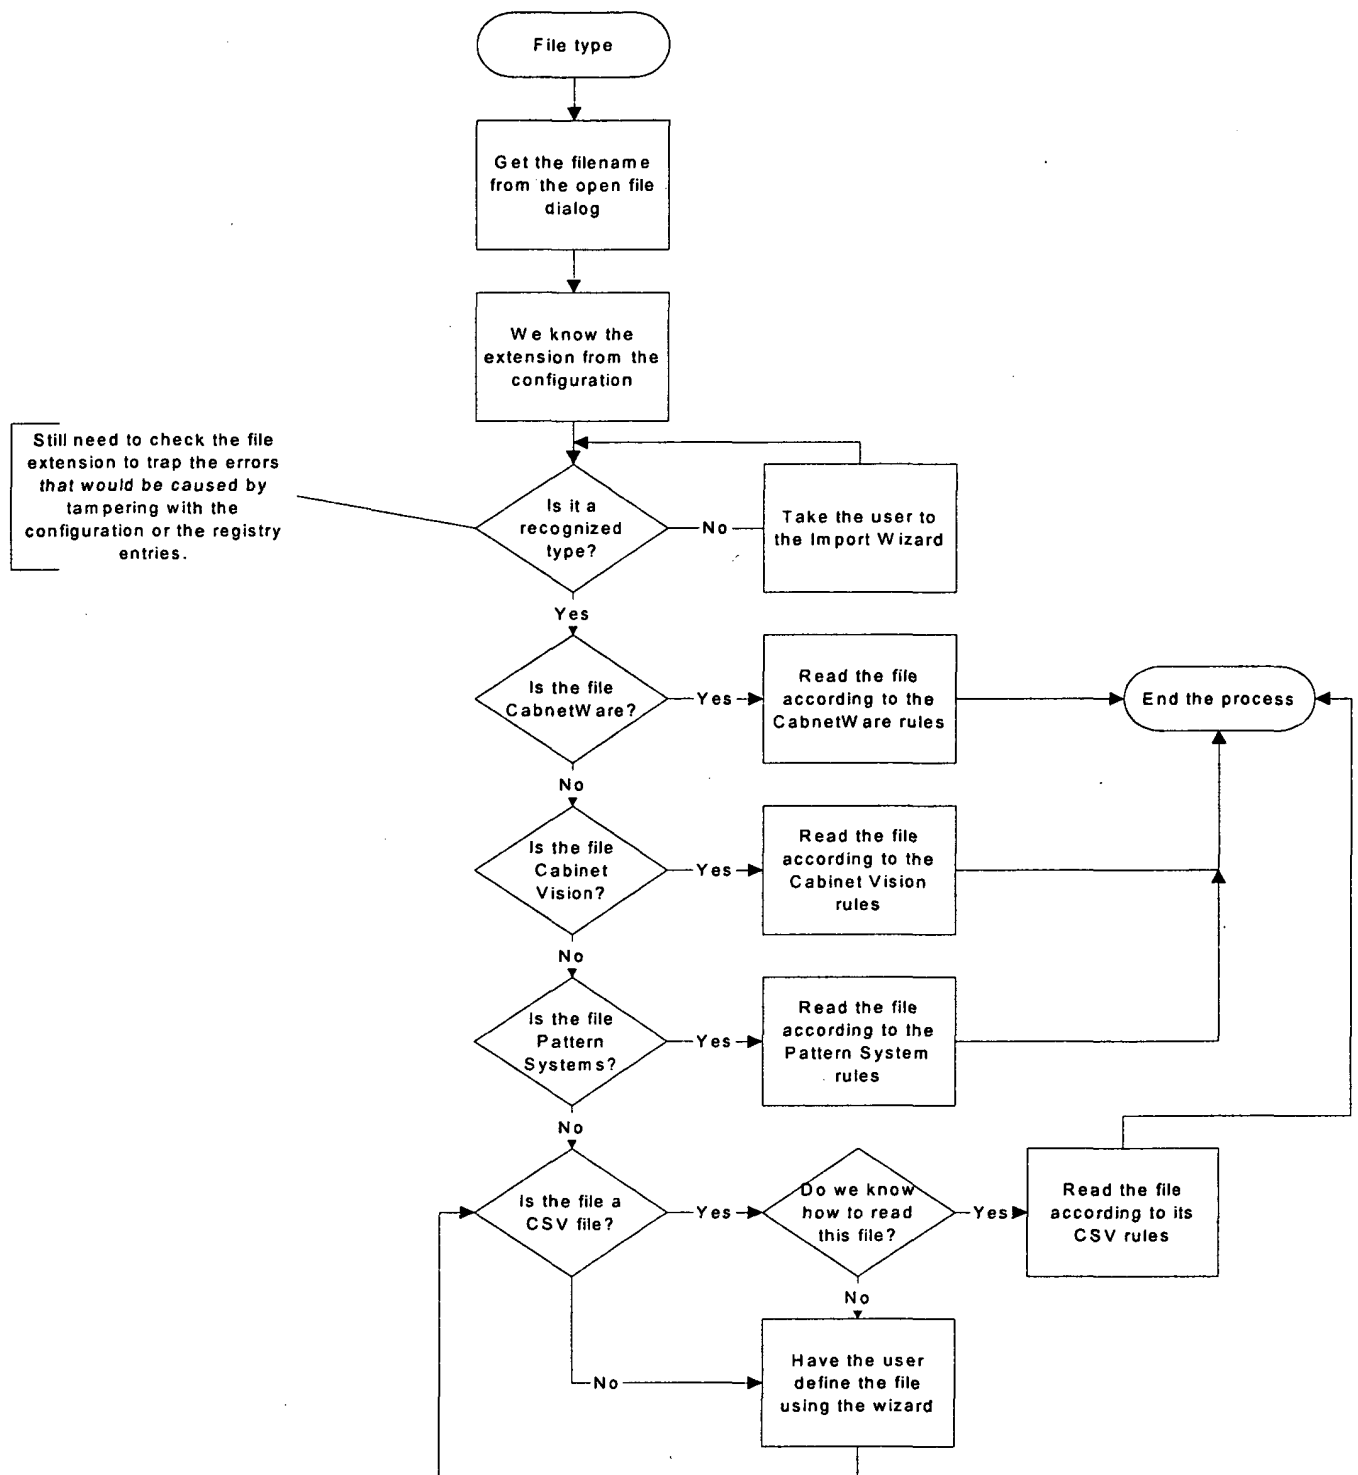 File type
Get the filename
from the open file
dialog
We know the
extension from the
configuration
Still need to check the file
extension to trap the errors
that would be caused by
tampering with the
configuration or the registry
entries.
Is it a
recognized
type?
No
Take the user to
the Import Wizard
Yes
Is the file
CabnetWare?
Yes
Read the file
according to the
CabnetWare rules
End the process
No
Is the file
Cabinet
Vision?
Yes
Read the file
according to the
Cabinet Vision
rules
No
Is the file
Pattern
Systems?
Yes
Read the file
according to the
Pattern System
rules
No
Is the file a
CSV file?
Yes
Do we know
how to read
this file?
Yes
Read the file
according to its
CSV rules
No
No
Have the user
define the file
using the wizard